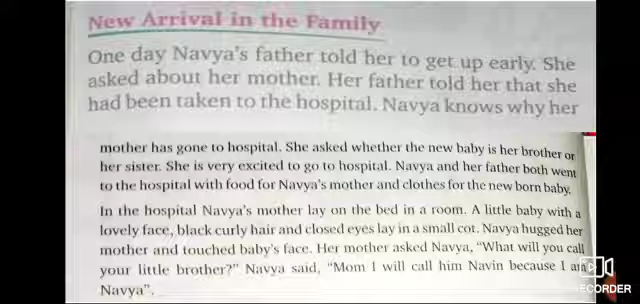 New Arrival in the Family
One day Navya's father told her to get up early. She
asked about her mother. Her father told her that she
had been taken to the hospital. Navya knows why her
mother has gone to hospital. She asked whether the new baby is her brother or
her sister. She is very excited to go to hospital. Navya and her father both went
to the hospital with food for Navya's mother and clothes for the new born baby.
In the hospital Navya's mother lay on the bed in a room. A little baby with a
lovely face, black curly hair and closed eyes lay in a small cot. Navya hugged her
mother and touched baby's face. Her mother asked Navya, "What will you call
your little brother?" Navya said, "Mom I will call him Navin because I am
Navya".